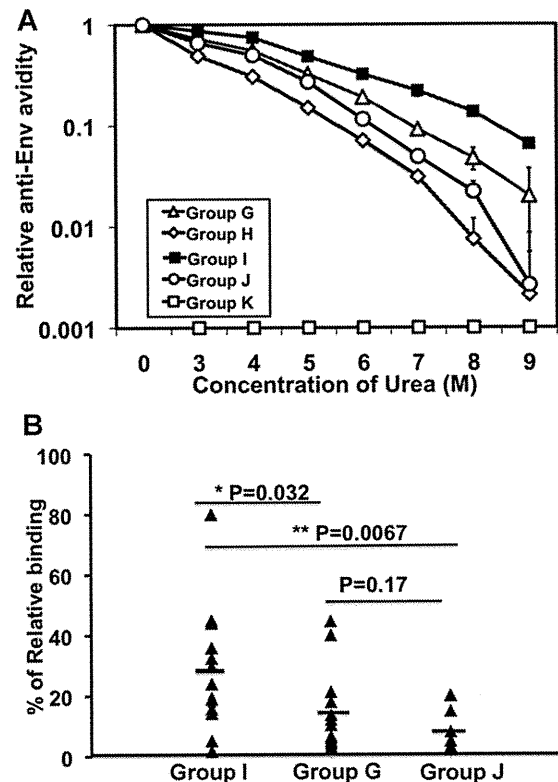 A
Relative anti-Env avidity
1
0.1
0.01
0.001
Group G
Group H
Group I
Group J
Group K
0 3 4 5 6 7 8 9
Concentration of Urea (M)
B
% of Relative binding
100
80
60
40
20
0
* P=0.032
** P=0.0067
P=0.17
Group I Group G Group J